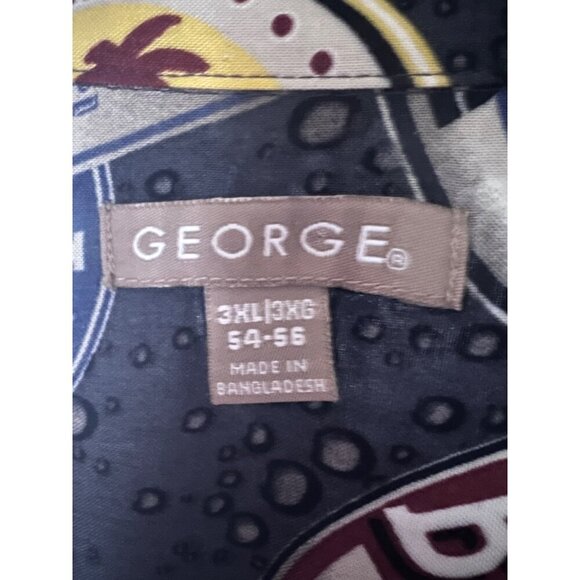 GEORGE®
3XL|3XG
54-56
MADE IN
BANGLADESH